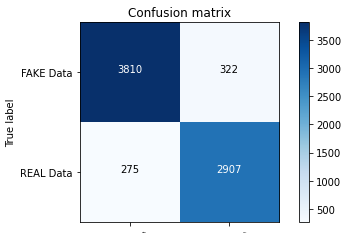 Confusion matrix
FAKE Data 3810 322 3500
3000
2500
2000
True label
REAL Data 275 2907 1500
1000
500